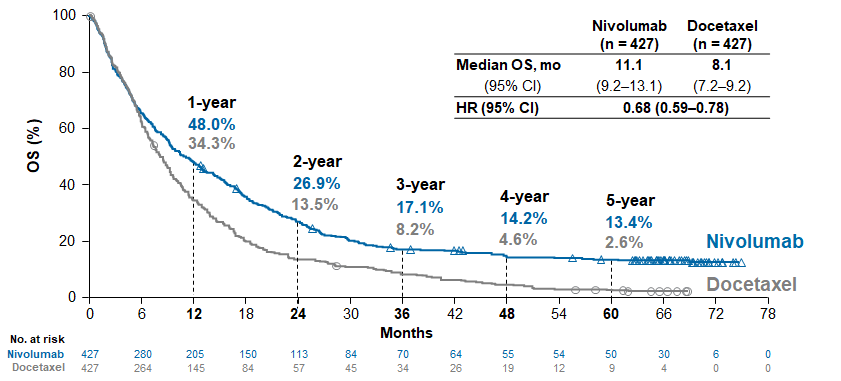 Nivolumab Docetaxel
(n = 427) (n = 427)
Median OS, mo 11.1 8.1
(95% CI) (9.2–13.1) (7.2–9.2)
HR (95% CI) 0.68 (0.59–0.78)
OS (%)
100
80
60
40
20
0
1-year
48.0%
34.3%
2-year
26.9%
13.5%
3-year
17.1%
8.2%
4-year
14.2%
4.6%
5-year
13.4%
2.6%
Nivolumab
Docetaxel
0 6 12 18 24 30 36 42 48 54 60 66 72 78
Months
No. at risk
Nivolumab 427 280 205 150 113 84 70 64 55 54 50 30 6 0
Docetaxel 427 264 145 84 57 45 34 26 19 12 9 4 0 0